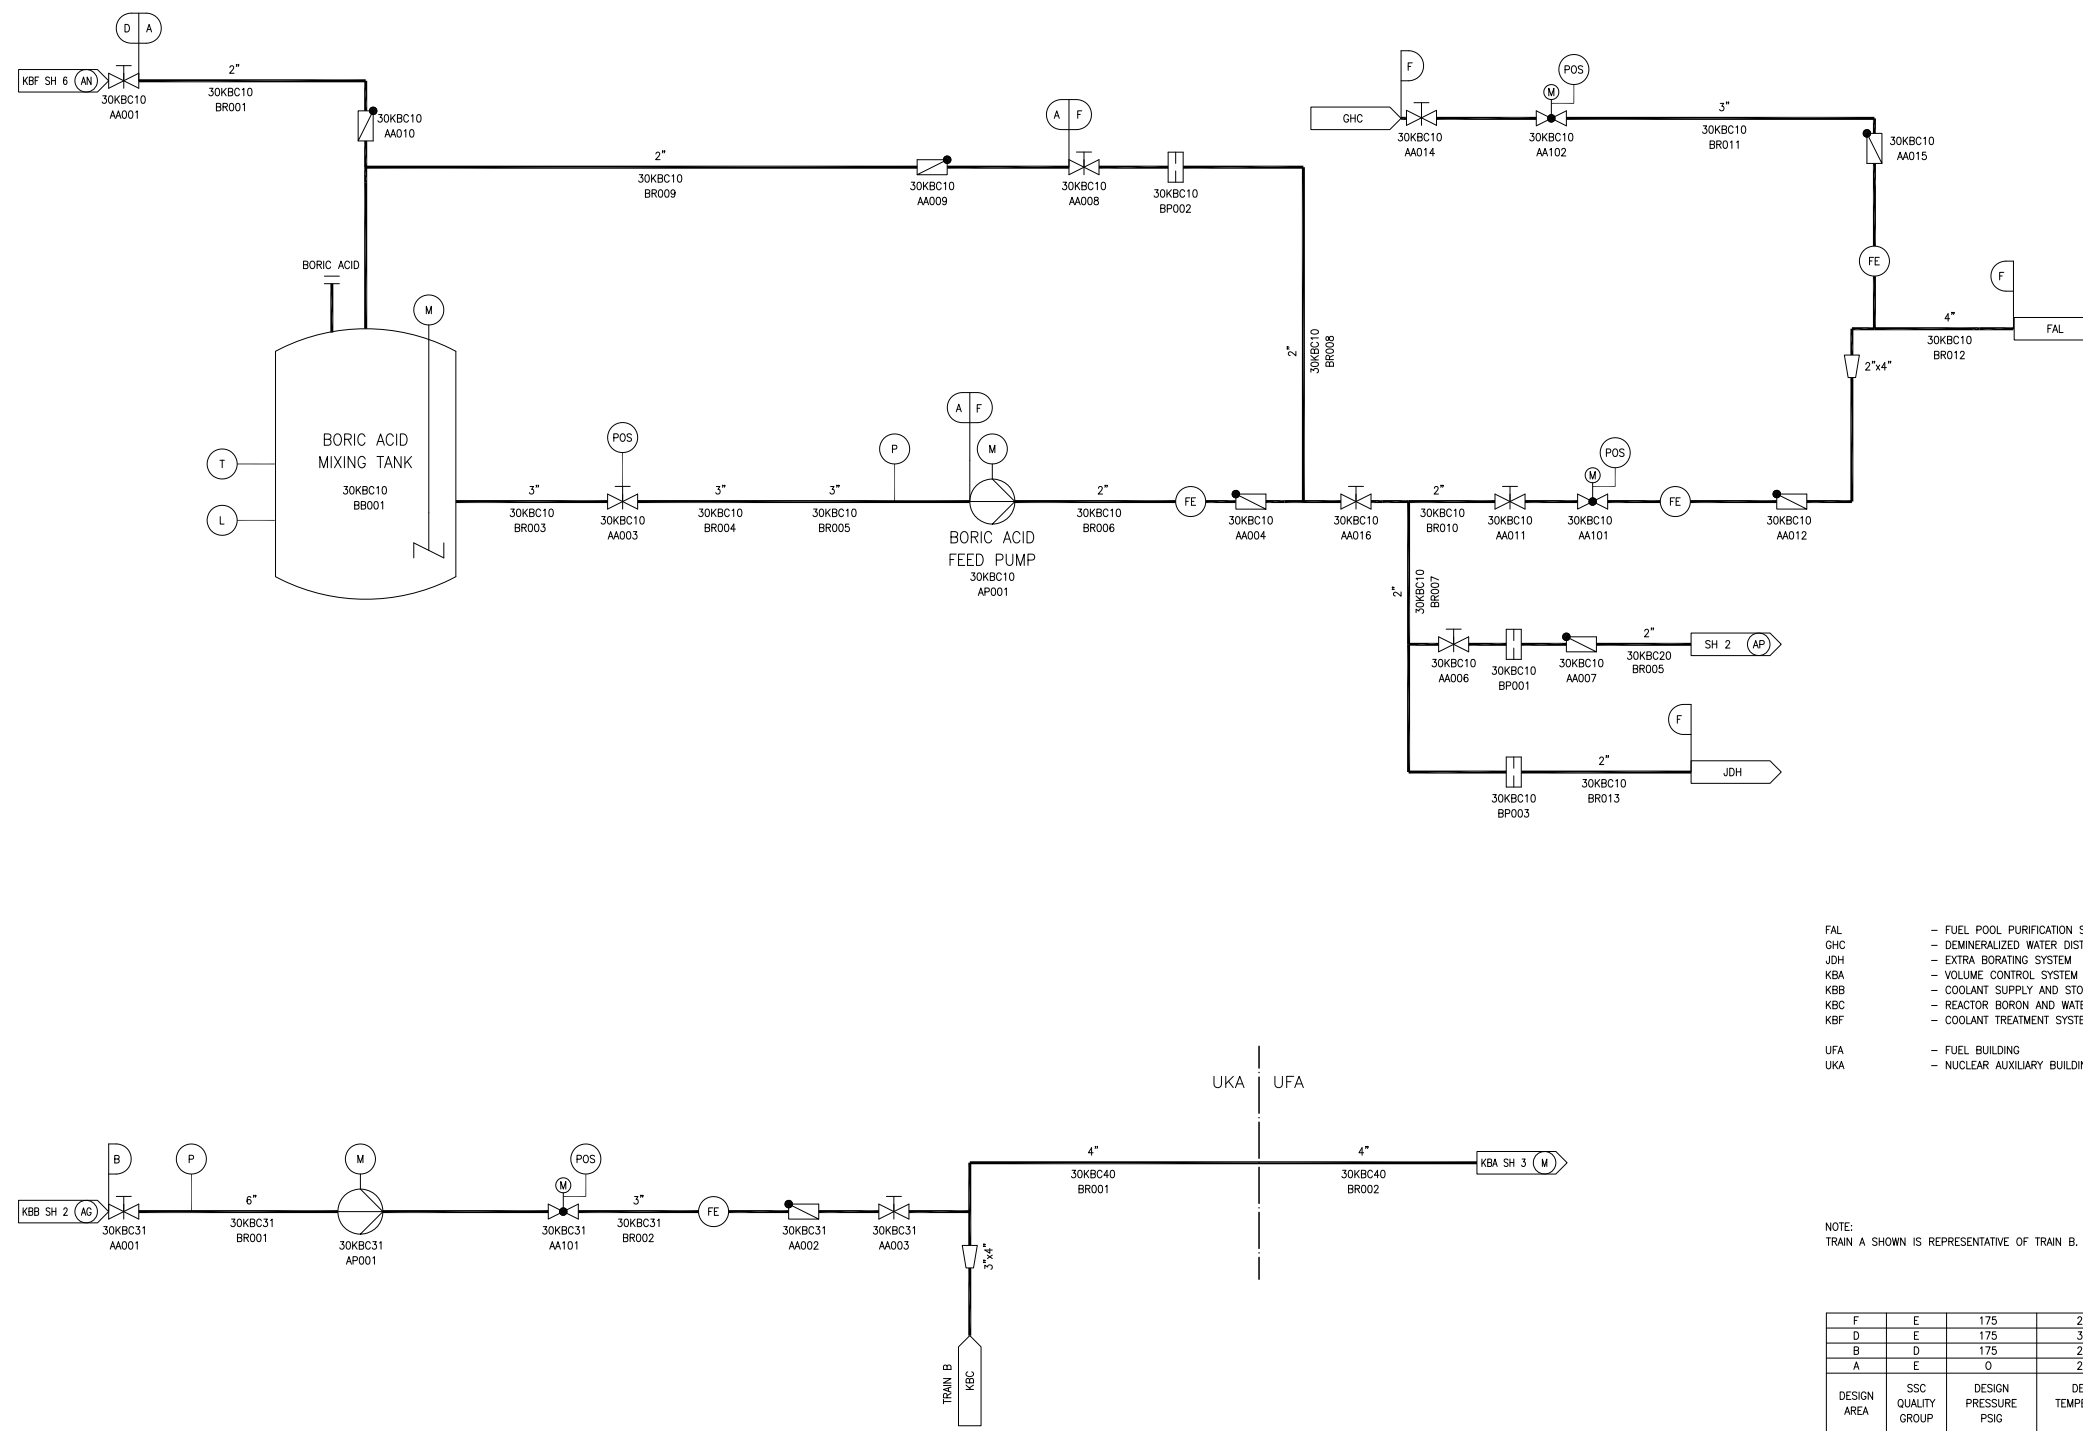 D A
KBF SH 6 AN
2"
30KBC10
AA001
30KBC10
BR001
30KBC10
AA010
2"
30KBC10
BR009
30KBC10
AA009
A F
30KBC10
AA008
30KBC10
BP002
F
GHC
30KBC10
AA014
POS
M
30KBC10
AA102
3"
30KBC10
BR011
30KBC10
AA015
FE
F
4"
30KBC10
BR012
FAL
2"x4"
2"
30KBC10
BR008
BORIC ACID
M
BORIC ACID
MIXING TANK
30KBC10
BB001
T
L
3"
30KBC10
BR003
POS
30KBC10
AA003
3"
30KBC10
BR004
3"
30KBC10
BR005
P
A F
M
BORIC ACID
FEED PUMP
30KBC10
AP001
2"
30KBC10
BR006
FE
30KBC10
AA004
30KBC10
AA016
2"
30KBC10
BR010
30KBC10
AA011
M
POS
30KBC10
AA101
FE
30KBC10
AA012
2"
30KBC10
BR007
30KBC10
AA006
30KBC10
BP001
30KBC10
AA007
2"
30KBC20
BR005
SH 2 AP
30KBC10
BP003
2"
30KBC10
BR013
F
JDH
FAL – FUEL POOL PURIFICATION
GHC – DEMINERALIZED WATER
JDH – EXTRA BORATING SYSTEM
KBA – VOLUME CONTROL SYSTEM
KBB – COOLANT SUPPLY AND
KBC – REACTOR BORON AND
KBF – COOLANT TREATMENT
UFA – FUEL BUILDING
UKA – NUCLEAR AUXILIARY
UKA UFA
B
KBB SH 2 AG
30KBC31
AA001
P
6"
30KBC31
BR001
M
30KBC31
AP001
M
POS
30KBC31
AA101
3"
30KBC31
BR002
FE
30KBC31
AA002
30KBC31
AA003
4"
30KBC40
BR001
4"
30KBC40
BR002
KBA SH 3 M
3"x4"
TRAIN B
KBC
NOTE:
TRAIN A SHOWN IS REPRESENTATIVE OF TRAIN B.
F E 175
D E 175
B D 175
A E 0
DESIGN
AREA
SSC
QUALITY
GROUP
DESIGN
PRESSURE
PSIG